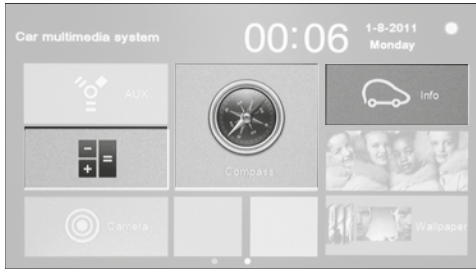 Car multimedia system
00:06
1-8-2011
Monday
AUX
Info
Compass
Camera
Wallpaper